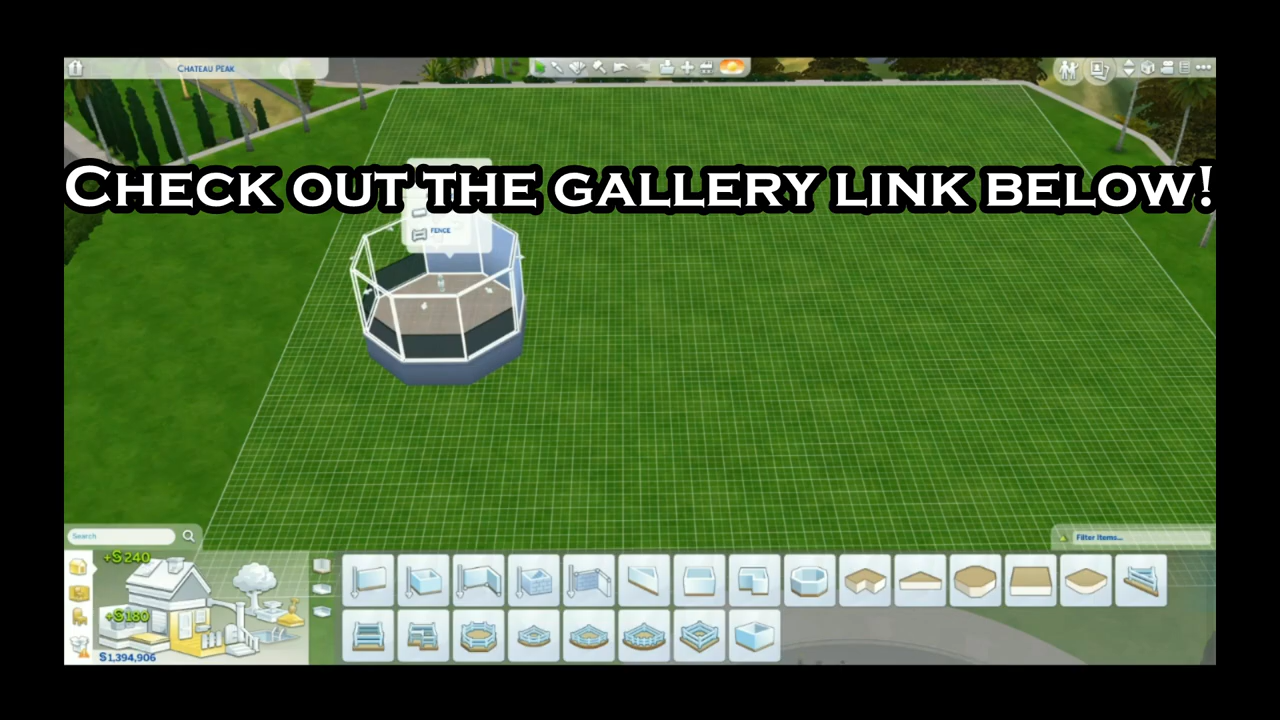 CHATEAU PEAK
CHECK OUT THE GALLERY LINK BELOW!
FENCE
Search
Filter Items...
+§240
+§180
§1,394,906